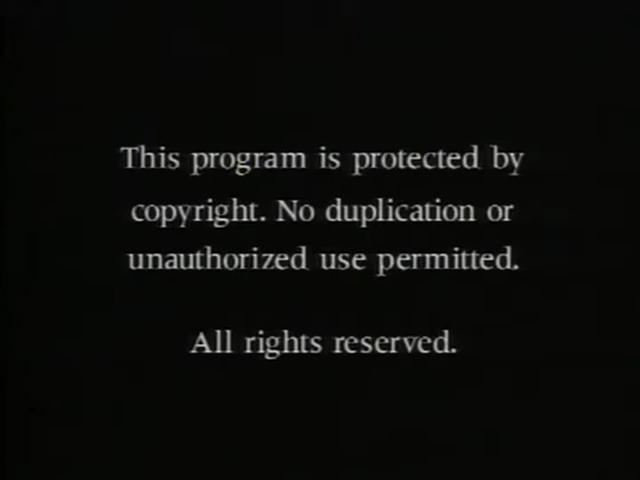 This program is protected by
copyright. No duplication or
unauthorized use permitted.
All rights reserved.